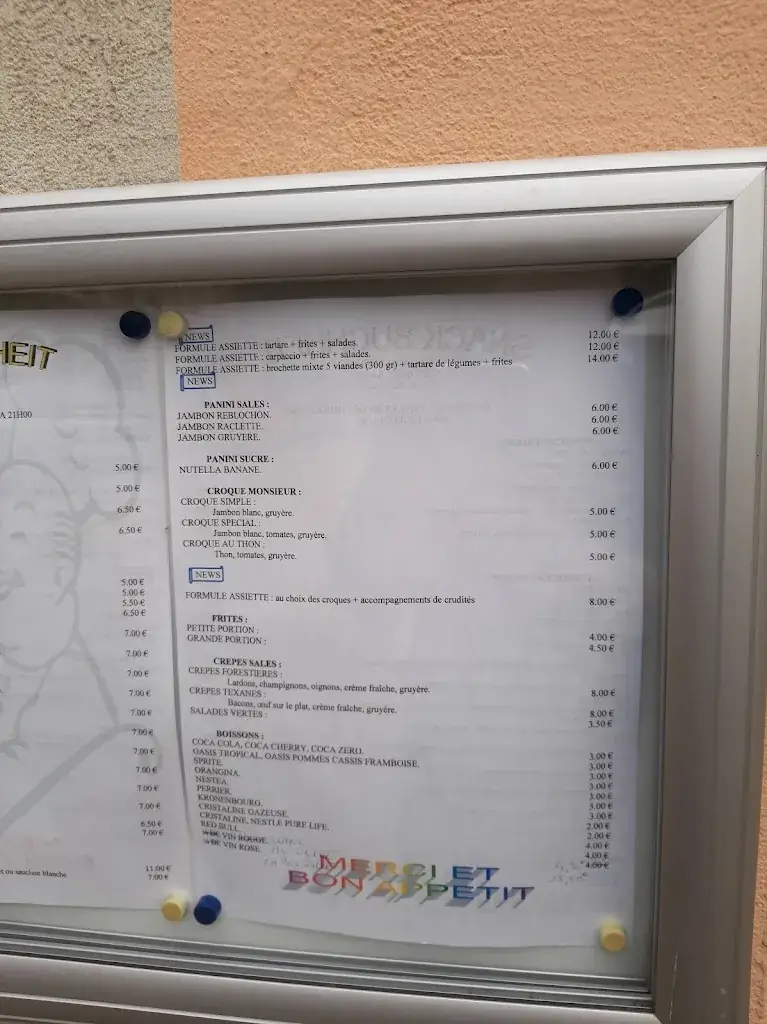 HEIT
A 21H00
5.00 €
5.00 €
6.50 €
6.50 €
5.00 €
5.00 €
5.50 €
6.50 €
7.00 €
7.00 €
7.00 €
7.00 €
7.00 €
7.00 €
7.00 €
7.00 €
7.00 €
7.00 €
6.50 €
7.00 €
11.00 €
s ou saucisson blanche 7.00 €
NEWS
FORMULE ASSIETTE : tartare + frites + salades. 12.00 €
FORMULE ASSIETTE : carpaccio + frites + salades. 12.00 €
FORMULE ASSIETTE : brochette mixte 5 viandes (300 gr) + tartare de légumes + frites 14.00 €
NEWS
PANINI SALES :
JAMBON REBLOCHON. 6.00 €
JAMBON RACLETTE. 6.00 €
JAMBON GRUYERE. 6.00 €
PANINI SUCRE :
NUTELLA BANANE. 6.00 €
CROQUE MONSIEUR :
CROQUE SIMPLE :
Jambon blanc, gruyère. 5.00 €
CROQUE SPECIAL :
Jambon blanc, tomates, gruyère. 5.00 €
CROQUE AU THON :
Thon, tomates, gruyère. 5.00 €
NEWS
FORMULE ASSIETTE : au choix des croques + accompagnements de crudités 8.00 €
FRITES :
PETITE PORTION : 4.00 €
GRANDE PORTION : 4.50 €
CREPES SALES :
CREPES FORESTIERES :
Lardons, champignons, oignons, crème fraîche, gruyère. 8.00 €
CREPES TEXANES :
Bacons, œuf sur le plat, crème fraîche, gruyère. 8.00 €
SALADES VERTES : 3.50 €
BOISSONS :
COCA COLA, COCA CHERRY, COCA ZERO. 3.00 €
OASIS TROPICAL, OASIS POMMES CASSIS FRAMBOISE. 3.00 €
SPRITE. 3.00 €
ORANGINA. 3.00 €
NESTEA. 3.00 €
PERRIER. 3.00 €
KRONENBOURG. 3.00 €
CRISTALINE GAZEUSE. 2.00 €
CRISTALINE, NESTLE PURE LIFE. 2.00 €
RED BULL. 4.00 €
DE VIN ROUGE 4.00 €
DE VIN ROSE 4.00 €
MERCI ET
BON APPETIT